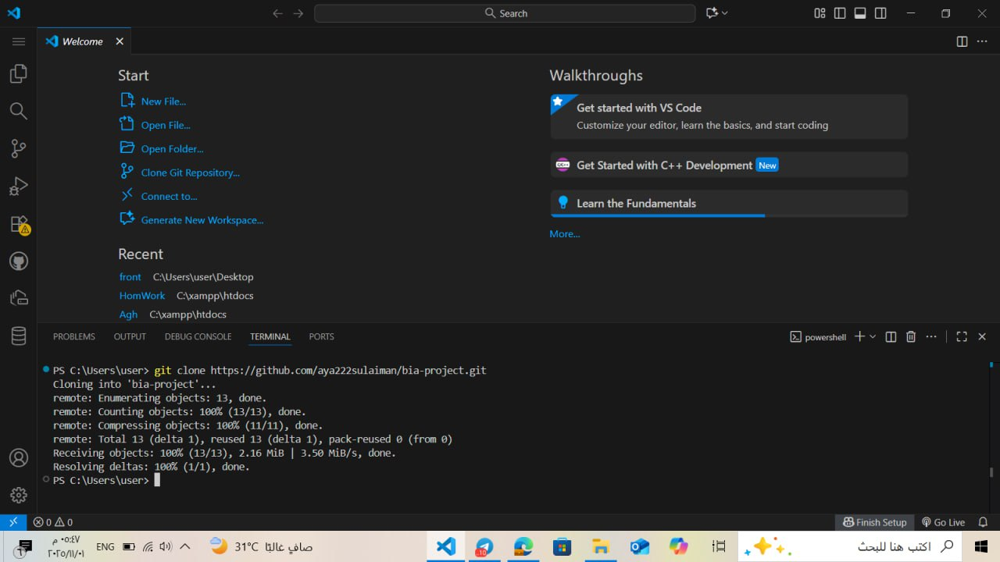 Search
Welcome
Start
New File...
Open File...
Open Folder...
Clone Git Repository...
Connect to...
Generate New Workspace...
Recent
front C:\Users\user\Desktop
HomWork C:\xampp\htdocs
Agh C:\xampp\htdocs
Walkthroughs
Get started with VS Code
Customize your editor, learn the basics, and start coding
Get Started with C++ Development New
Learn the Fundamentals
More...
PROBLEMS OUTPUT DEBUG CONSOLE TERMINAL PORTS
powershell
PS C:\Users\user> git clone https://github.com/aya222sulaiman/bia-project.git
Cloning into 'bia-project'...
remote: Enumerating objects: 13, done.
remote: Counting objects: 100% (13/13), done.
remote: Compressing objects: 100% (11/11), done.
remote: Total 13 (delta 1), reused 13 (delta 1), pack-reused 0 (from 0)
Receiving objects: 100% (13/13), 2.16 MiB | 3.50 MiB/s, done.
Resolving deltas: 100% (1/1), done.
PS C:\Users\user>
0 0
Finish Setup Go Live
٠٥:٤٧ م
٢٠٢٥/١١/٠١
ENG
31°C صافي غالبًا
اكتب هنا للبحث